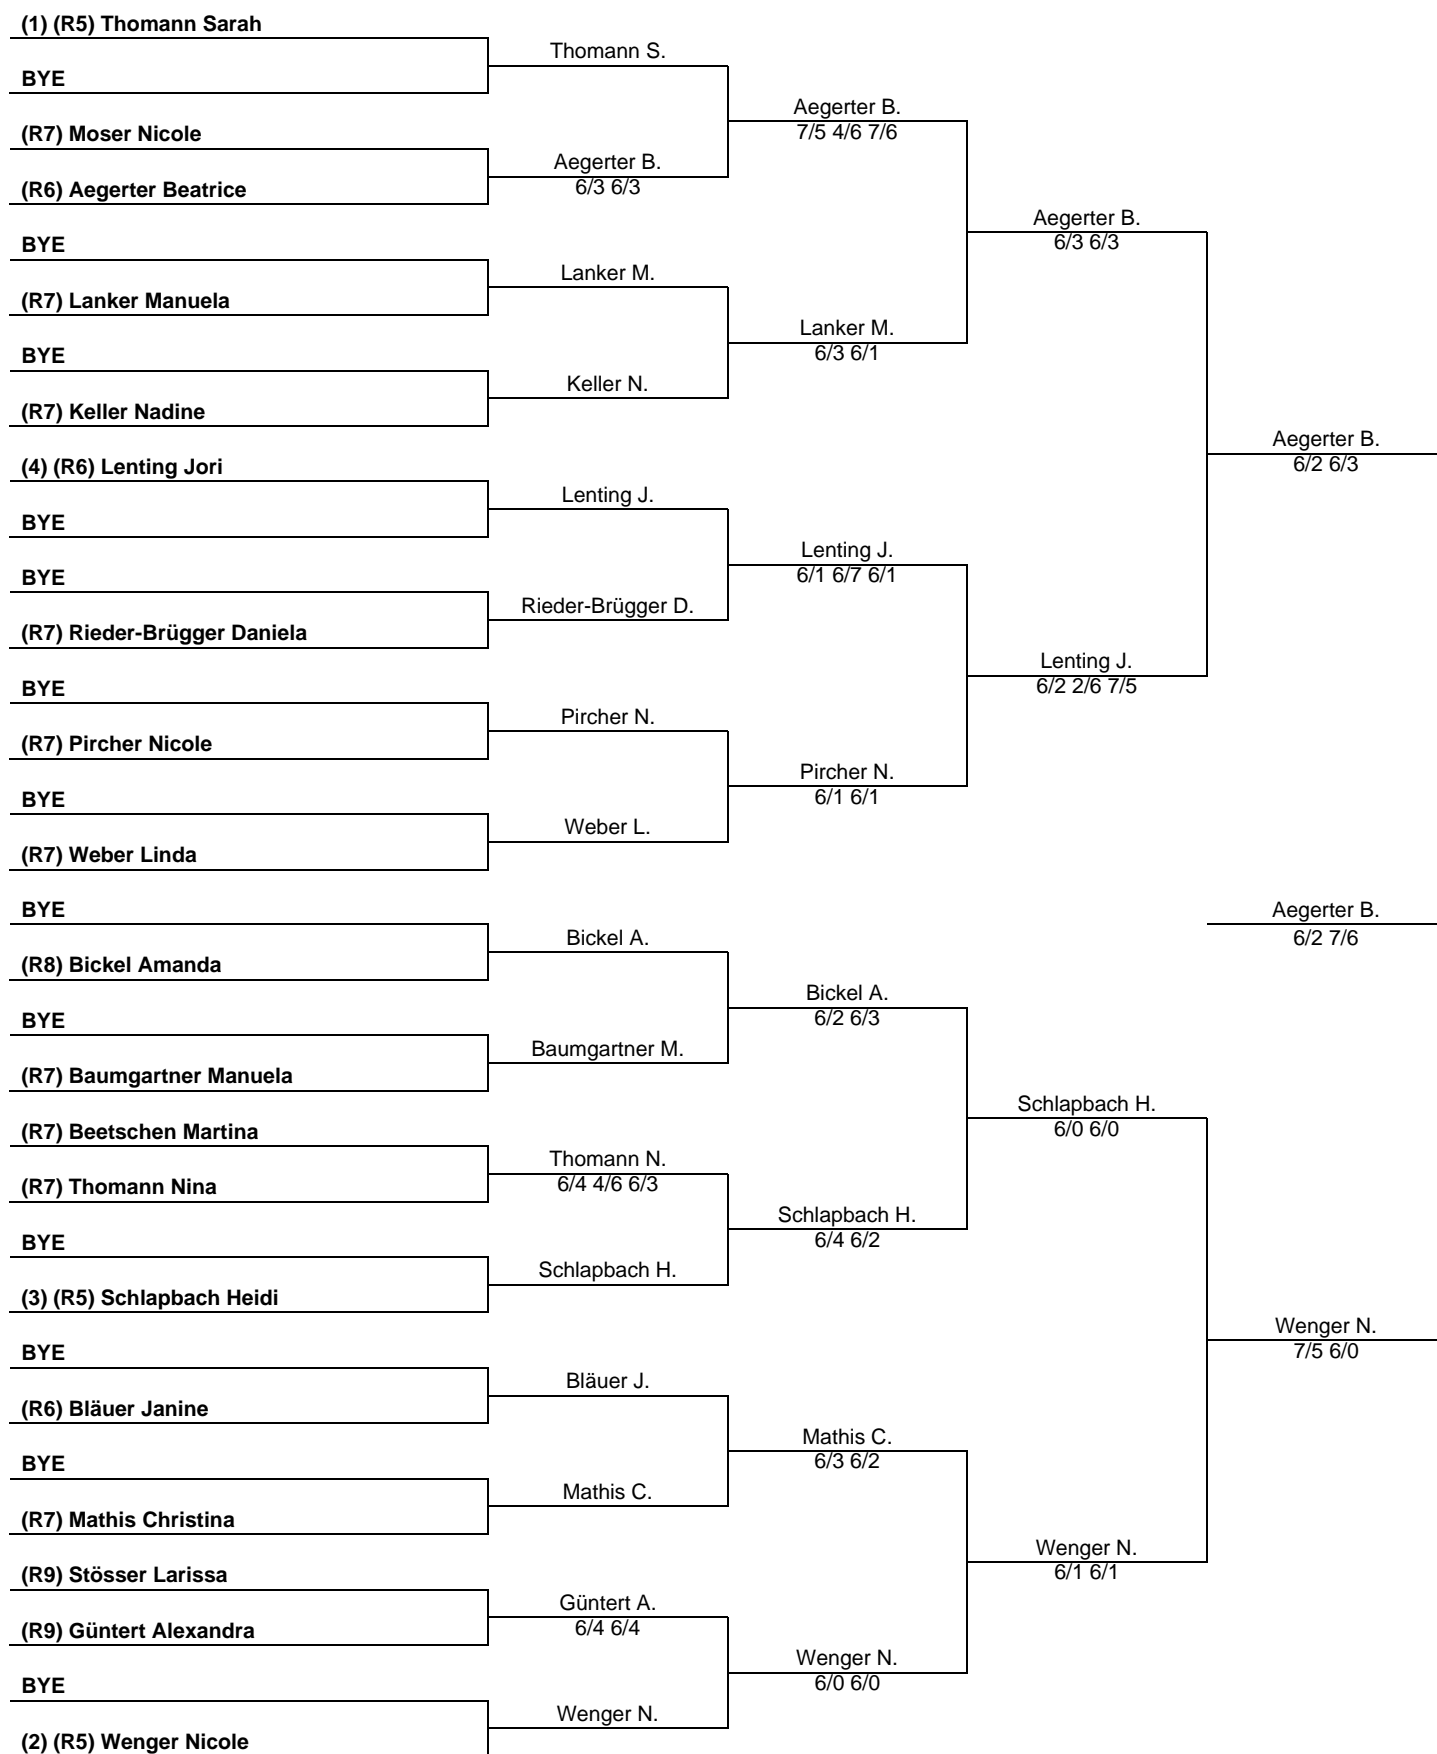 (1) (R5) Thomann Sarah
Thomann S.
BYE
Aegerter B.
7/5 4/6 7/6
(R7) Moser Nicole
Aegerter B.
6/3 6/3
(R6) Aegerter Beatrice
Aegerter B.
6/3 6/3
BYE
Lanker M.
(R7) Lanker Manuela
Lanker M.
6/3 6/1
BYE
Keller N.
(R7) Keller Nadine
Aegerter B.
6/2 6/3
(4) (R6) Lenting Jori
Lenting J.
BYE
Lenting J.
6/1 6/7 6/1
BYE
Rieder-Brügger D.
(R7) Rieder-Brügger Daniela
Lenting J.
6/2 2/6 7/5
BYE
Pircher N.
(R7) Pircher Nicole
Pircher N.
6/1 6/1
BYE
Weber L.
(R7) Weber Linda
BYE
Aegerter B.
6/2 7/6
Bickel A.
(R8) Bickel Amanda
Bickel A.
6/2 6/3
BYE
Baumgartner M.
(R7) Baumgartner Manuela
Schlapbach H.
6/0 6/0
(R7) Beetschen Martina
Thomann N.
6/4 4/6 6/3
(R7) Thomann Nina
Schlapbach H.
6/4 6/2
BYE
Schlapbach H.
(3) (R5) Schlapbach Heidi
Wenger N.
7/5 6/0
BYE
Bläuer J.
(R6) Bläuer Janine
Mathis C.
6/3 6/2
BYE
Mathis C.
(R7) Mathis Christina
Wenger N.
6/1 6/1
(R9) Stösser Larissa
Güntert A.
6/4 6/4
(R9) Güntert Alexandra
Wenger N.
6/0 6/0
BYE
Wenger N.
(2) (R5) Wenger Nicole